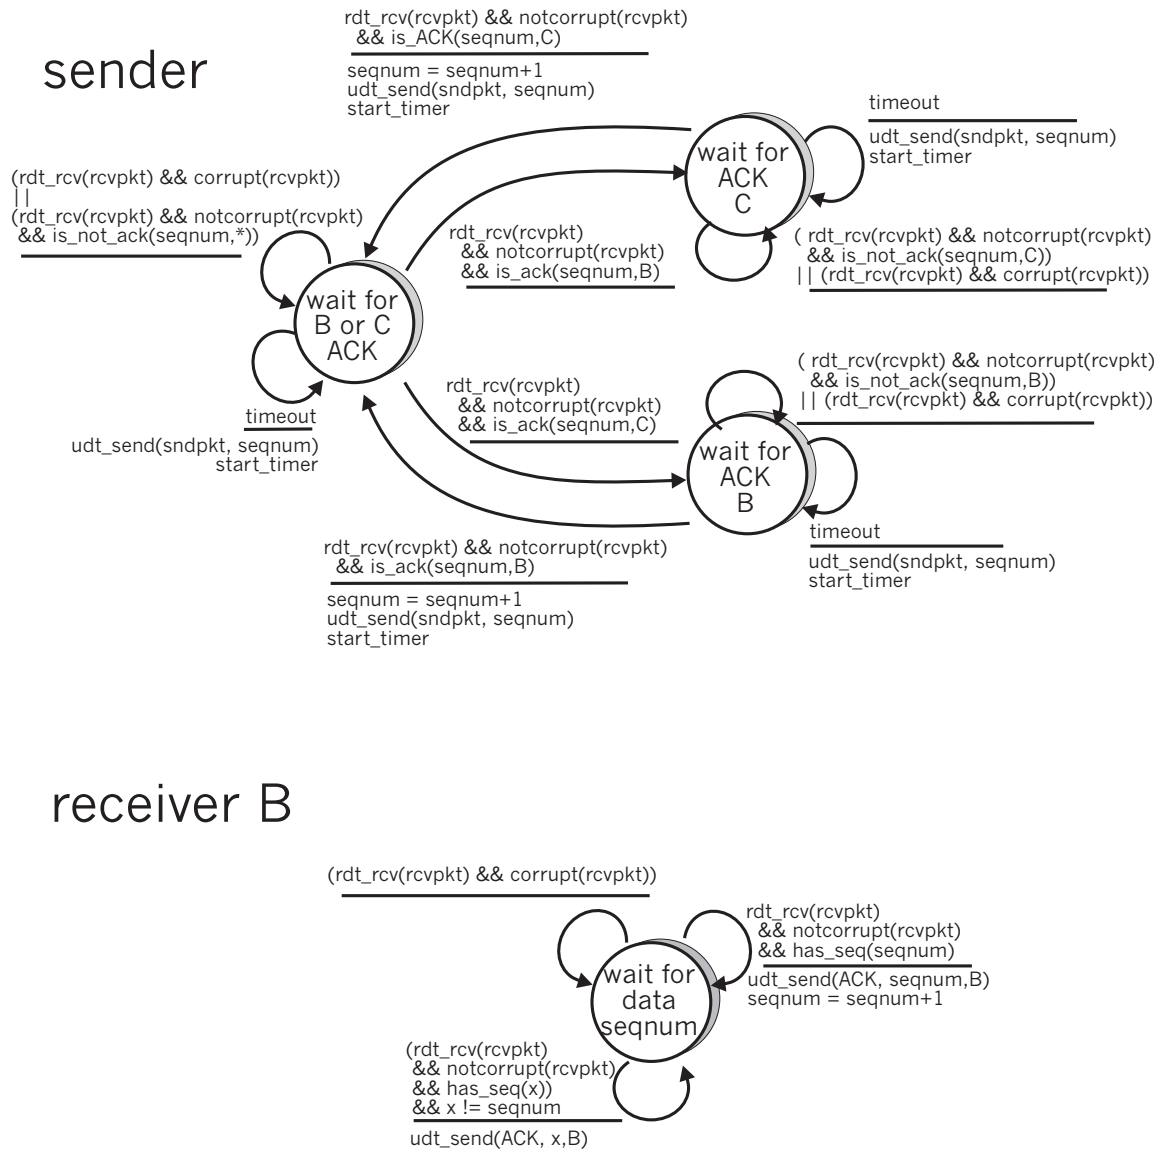 sender
rdt_rcv(rcvpkt) && notcorrupt(rcvpkt)
&& is_ACK(seqnum,C)
seqnum = seqnum+1
udt_send(sndpkt, seqnum)
start_timer
timeout
udt_send(sndpkt, seqnum)
start_timer
wait for
ACK
C
(rdt_rcv(rcvpkt) && corrupt(rcvpkt))
||
(rdt_rcv(rcvpkt) && notcorrupt(rcvpkt)
&& is_not_ack(seqnum,*))
rdt_rcv(rcvpkt)
&& notcorrupt(rcvpkt)
&& is_ack(seqnum,B)
( rdt_rcv(rcvpkt) && notcorrupt(rcvpkt)
&& is_not_ack(seqnum,C))
|| (rdt_rcv(rcvpkt) && corrupt(rcvpkt))
wait for
B or C
ACK
timeout
udt_send(sndpkt, seqnum)
start_timer
rdt_rcv(rcvpkt)
&& notcorrupt(rcvpkt)
&& is_ack(seqnum,C)
( rdt_rcv(rcvpkt) && notcorrupt(rcvpkt)
&& is_not_ack(seqnum,B))
|| (rdt_rcv(rcvpkt) && corrupt(rcvpkt))
wait for
ACK
B
timeout
udt_send(sndpkt, seqnum)
start_timer
rdt_rcv(rcvpkt) && notcorrupt(rcvpkt)
&& is_ack(seqnum,B)
seqnum = seqnum+1
udt_send(sndpkt, seqnum)
start_timer
receiver B
(rdt_rcv(rcvpkt) && corrupt(rcvpkt))
rdt_rcv(rcvpkt)
&& notcorrupt(rcvpkt)
&& has_seq(seqnum)
udt_send(ACK, seqnum,B)
seqnum = seqnum+1
wait for
data
seqnum
(rdt_rcv(rcvpkt)
&& notcorrupt(rcvpkt)
&& has_seq(x))
&& x != seqnum
udt_send(ACK, x,B)